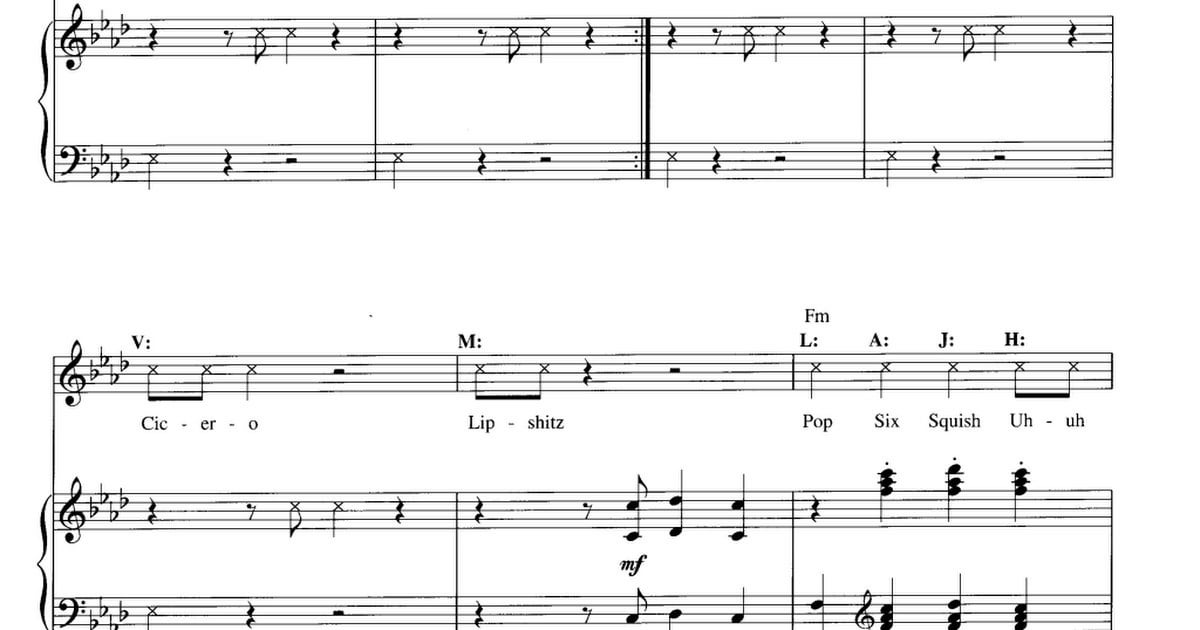 Fm
V: M: L: A: J: H:
Cic - er - o Lip - shitz Pop Six Squish Uh - uh
mf